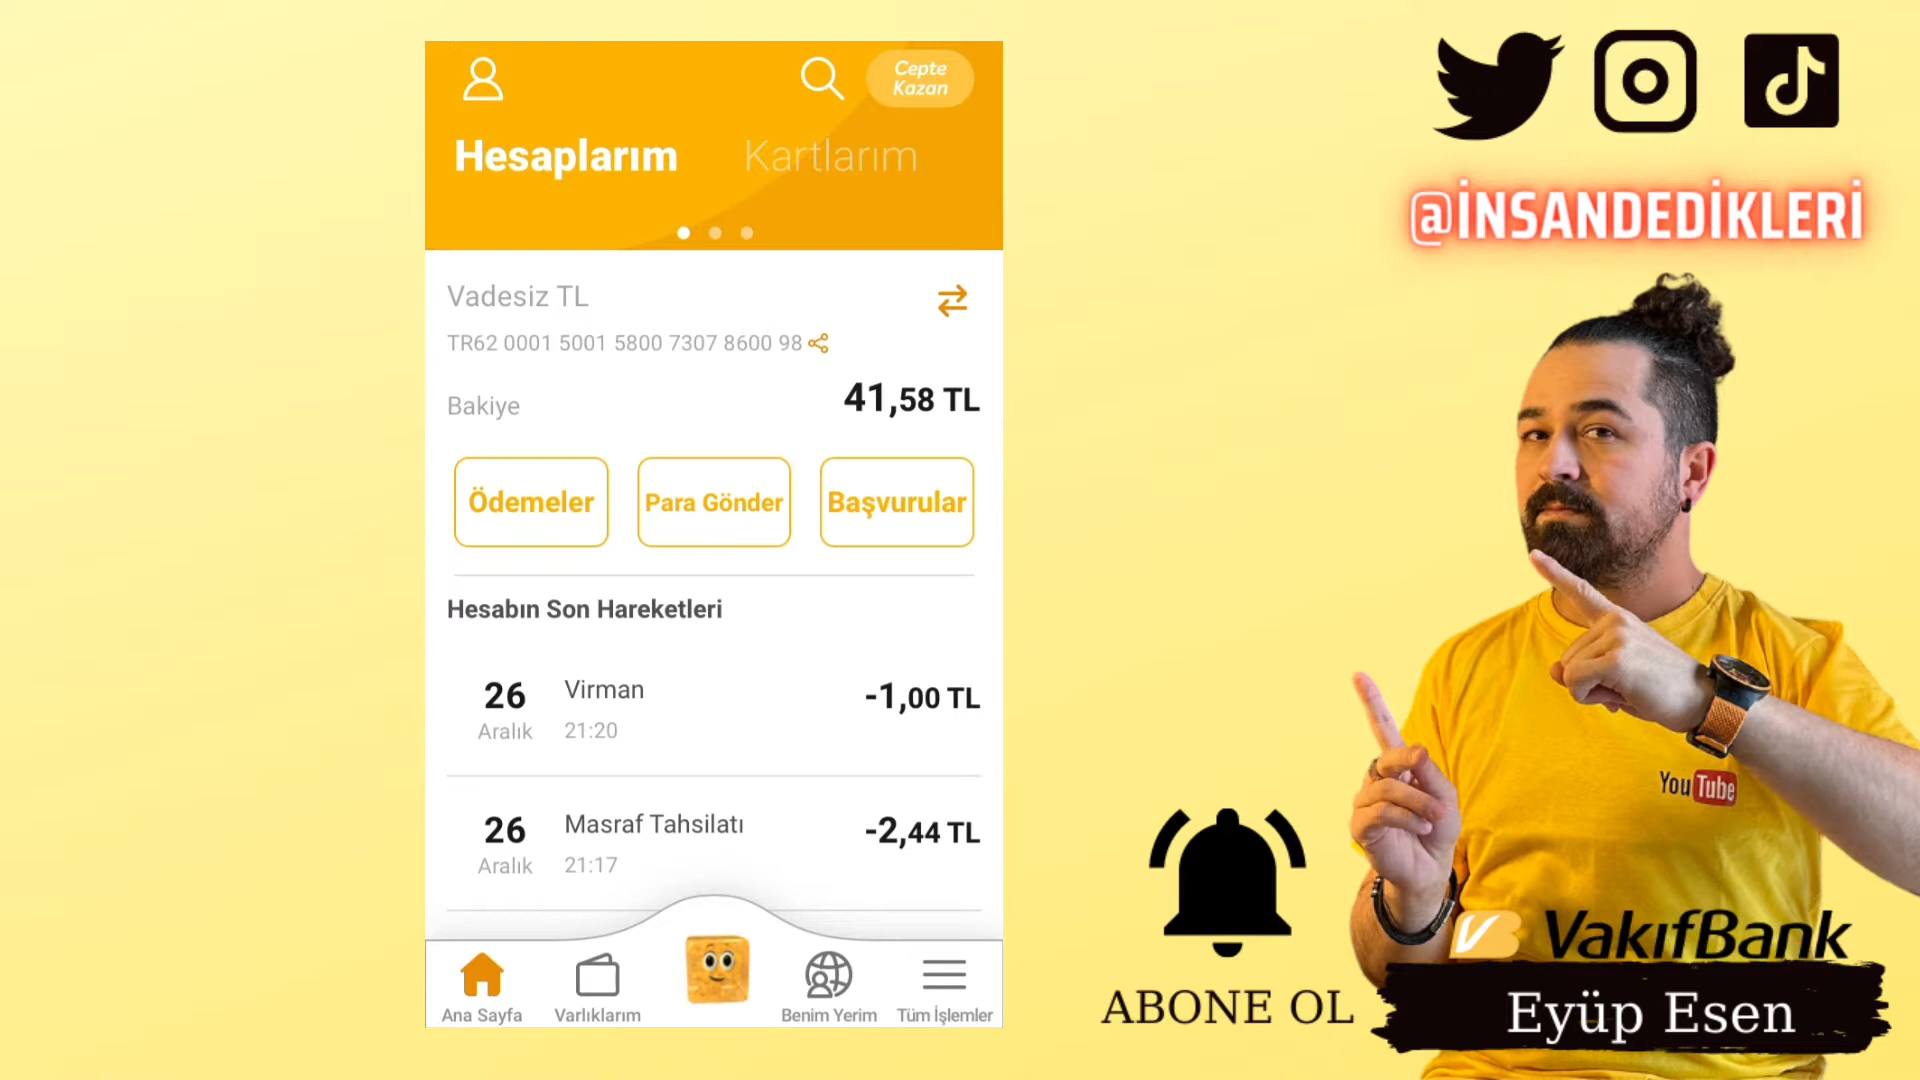 Cepte
Kazan
Hesaplarım
Kartlarım
Vadesiz TL
TR62 0001 5001 5800 7307 8600 98
Bakiye
41,58 TL
Ödemeler
Para Gönder
Başvurular
Hesabın Son Hareketleri
26 Virman -1,00 TL
Aralık 21:20
26 Masraf Tahsilatı -2,44 TL
Aralık 21:17
Ana Sayfa
Varlıklarım
Benim Yerim
Tüm İşlemler
@İNSANDEDİKLERİ
YouTube
VakıfBank
ABONE OL
Eyüp Esen